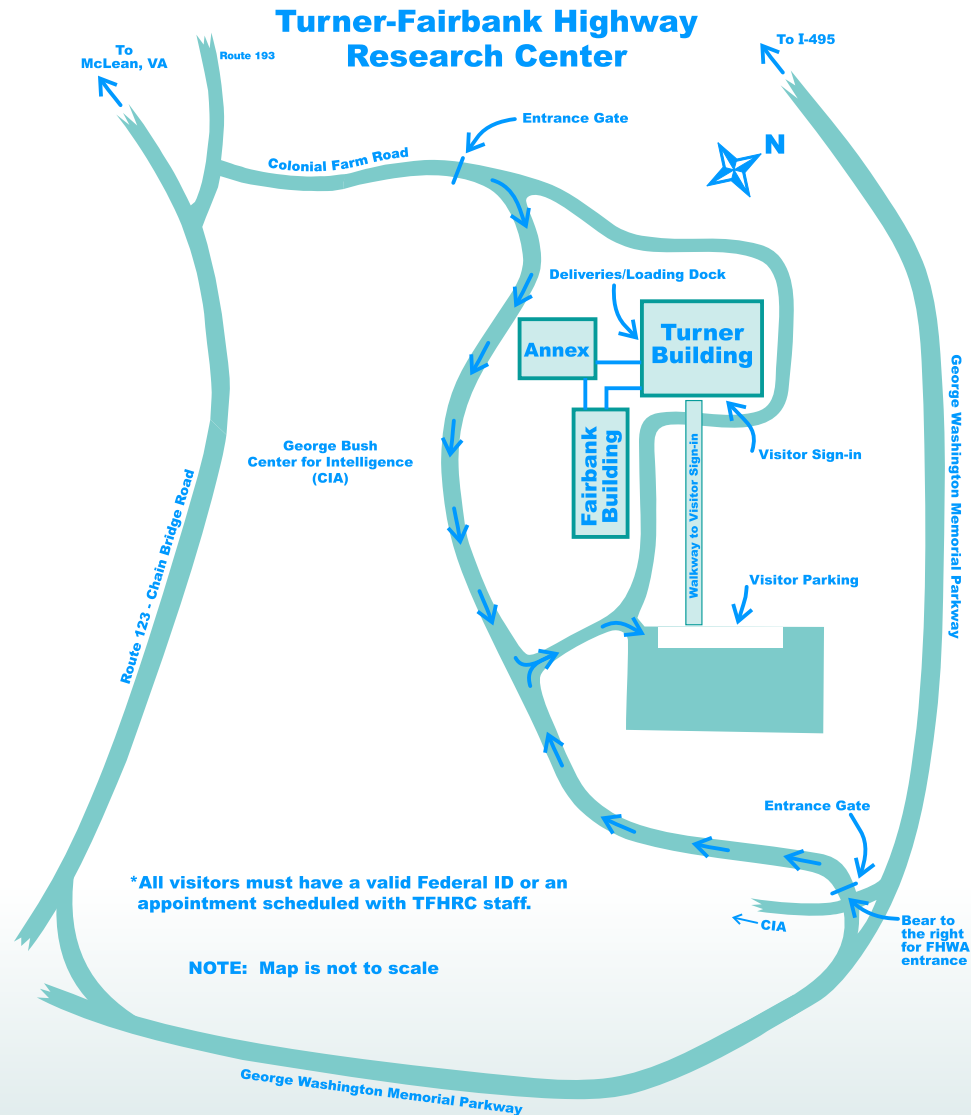 Turner-Fairbank Highway
Research Center
To
McLean, VA
Route 193
To I-495
Entrance Gate
Colonial Farm Road
N
Deliveries/Loading Dock
Turner
Building
Annex
Fairbank
Building
George Bush
Center for Intelligence
(CIA)
Visitor Sign-in
Walkway to Visitor Sign-in
Visitor Parking
George Washington Memorial Parkway
Route 123 - Chain Bridge Road
Entrance Gate
*All visitors must have a valid Federal ID or an
appointment scheduled with TFHRC staff.
CIA
Bear to
the right
for FHWA
entrance
NOTE: Map is not to scale
George Washington Memorial Parkway